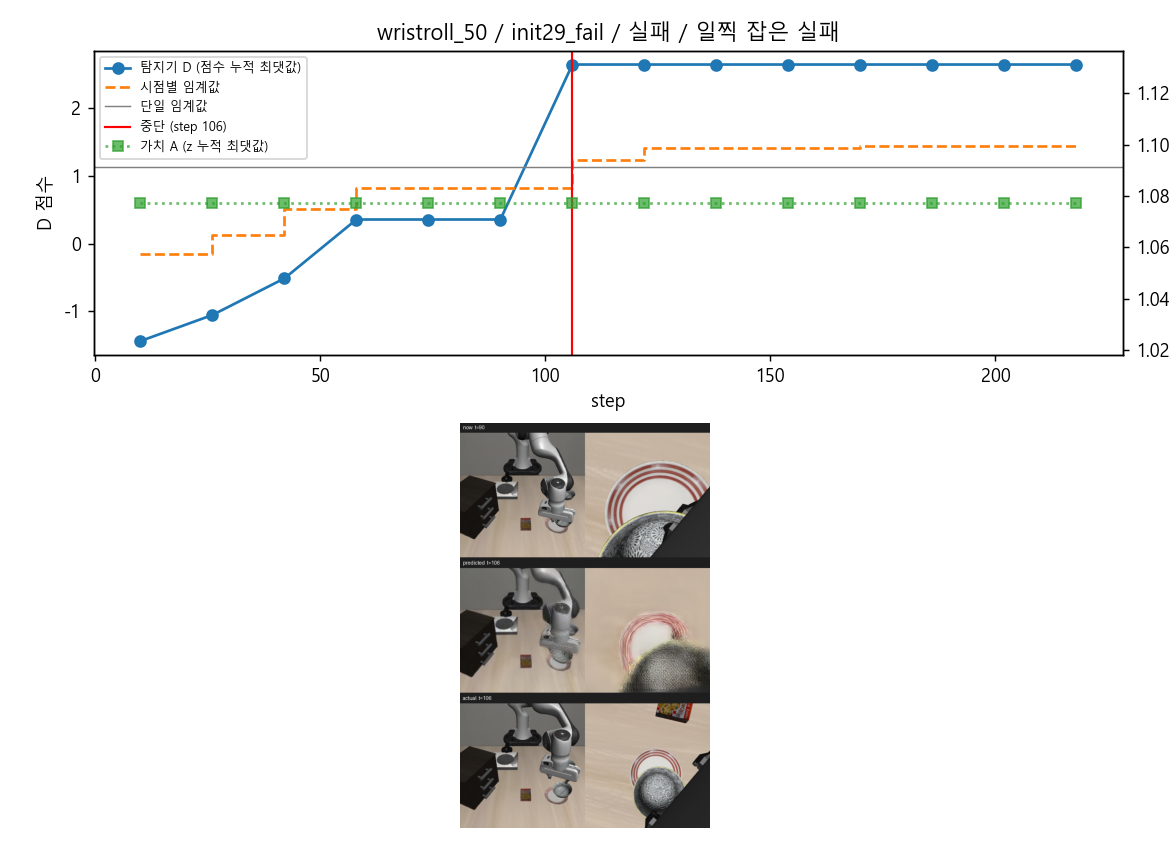 wristroll_50 / init29_fail / 실패 / 일찍 잡은 실패
탐지기 D (점수 누적 최댓값)
시점별 임계값
단일 임계값
중단 (step 106)
가치 A (z 누적 최댓값)
D 점수
2
1
0
-1
1.12
1.10
1.08
1.06
1.04
1.02
0
50
100
150
200
step
now t=90
predicted t=106
actual t=106